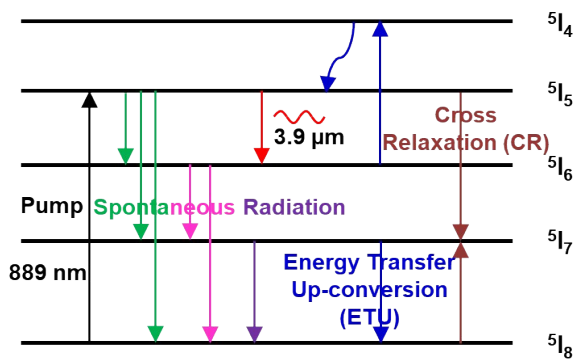 ⁵I₄
⁵I₅
Cross
Relaxation (CR)
3.9 µm
⁵I₆
Pump
Spontaneous Radiation
⁵I₇
889 nm
Energy Transfer
Up-conversion
(ETU)
⁵I₈